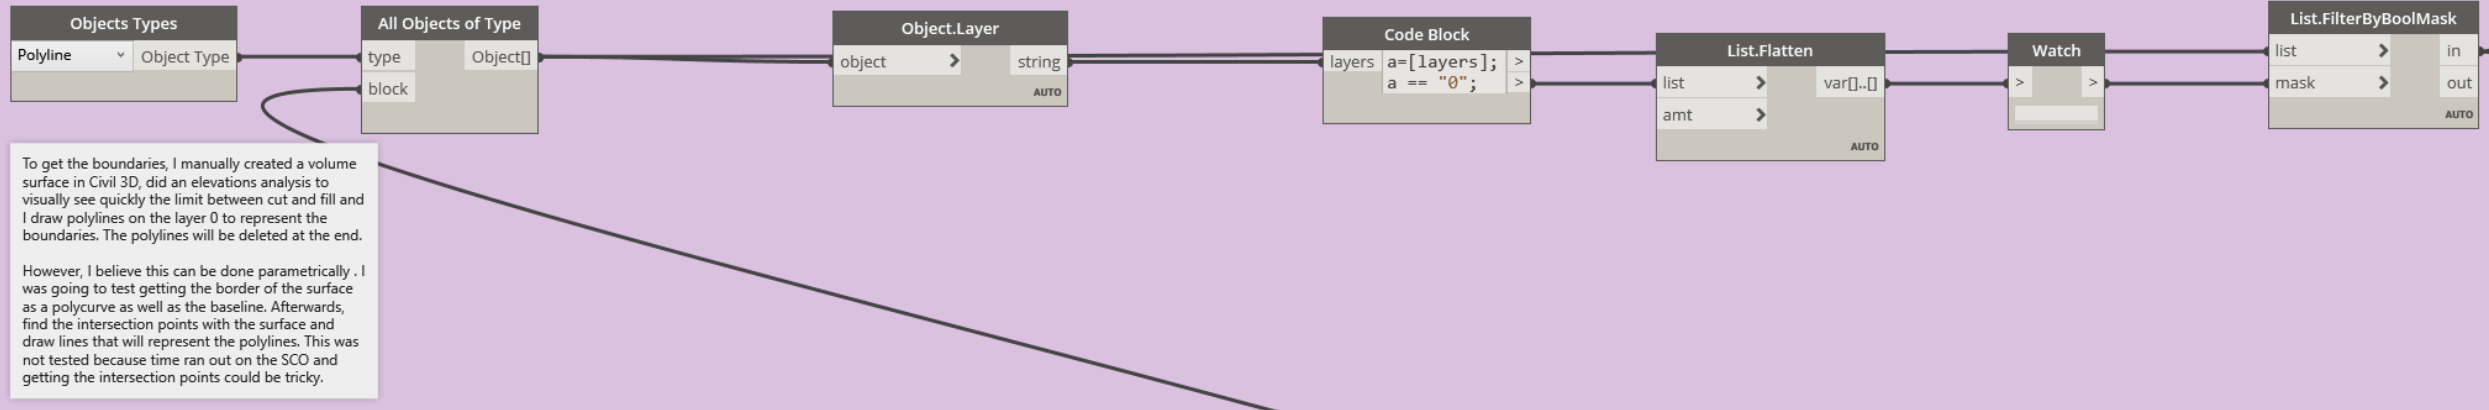 Objects Types
Polyline
Object Type
All Objects of Type
type
Object[]
block
Object.Layer
object
>
string
AUTO
Code Block
layers
a=[layers];
>
a == "0";
>
List.Flatten
list
>
var[]..[]
amt
>
AUTO
Watch
>
>
List.FilterByBoolMask
list
>
in
mask
>
out
AUTO
To get the boundaries, I manually created a volume
surface in Civil 3D, did an elevations analysis to
visually see quickly the limit between cut and fill and
I draw polylines on the layer 0 to represent the
boundaries. The polylines will be deleted at the end.
However, I believe this can be done parametrically . I
was going to test getting the border of the surface
as a polycurve as well as the baseline. Afterwards,
find the intersection points with the surface and
draw lines that will represent the polylines. This was
not tested because time ran out on the SCO and
getting the intersection points could be tricky.